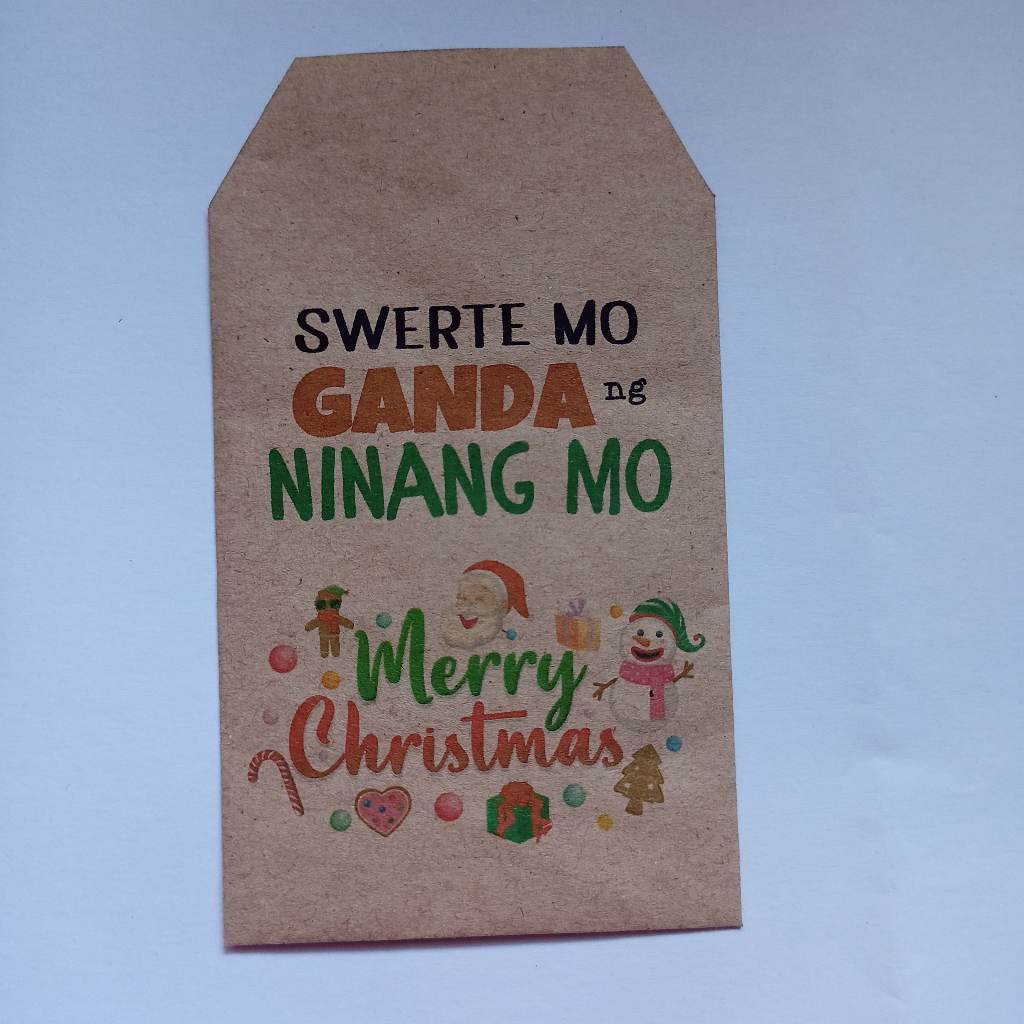 SWERTE MO
GANDA ng
NINANG MO
Merry
Christmas